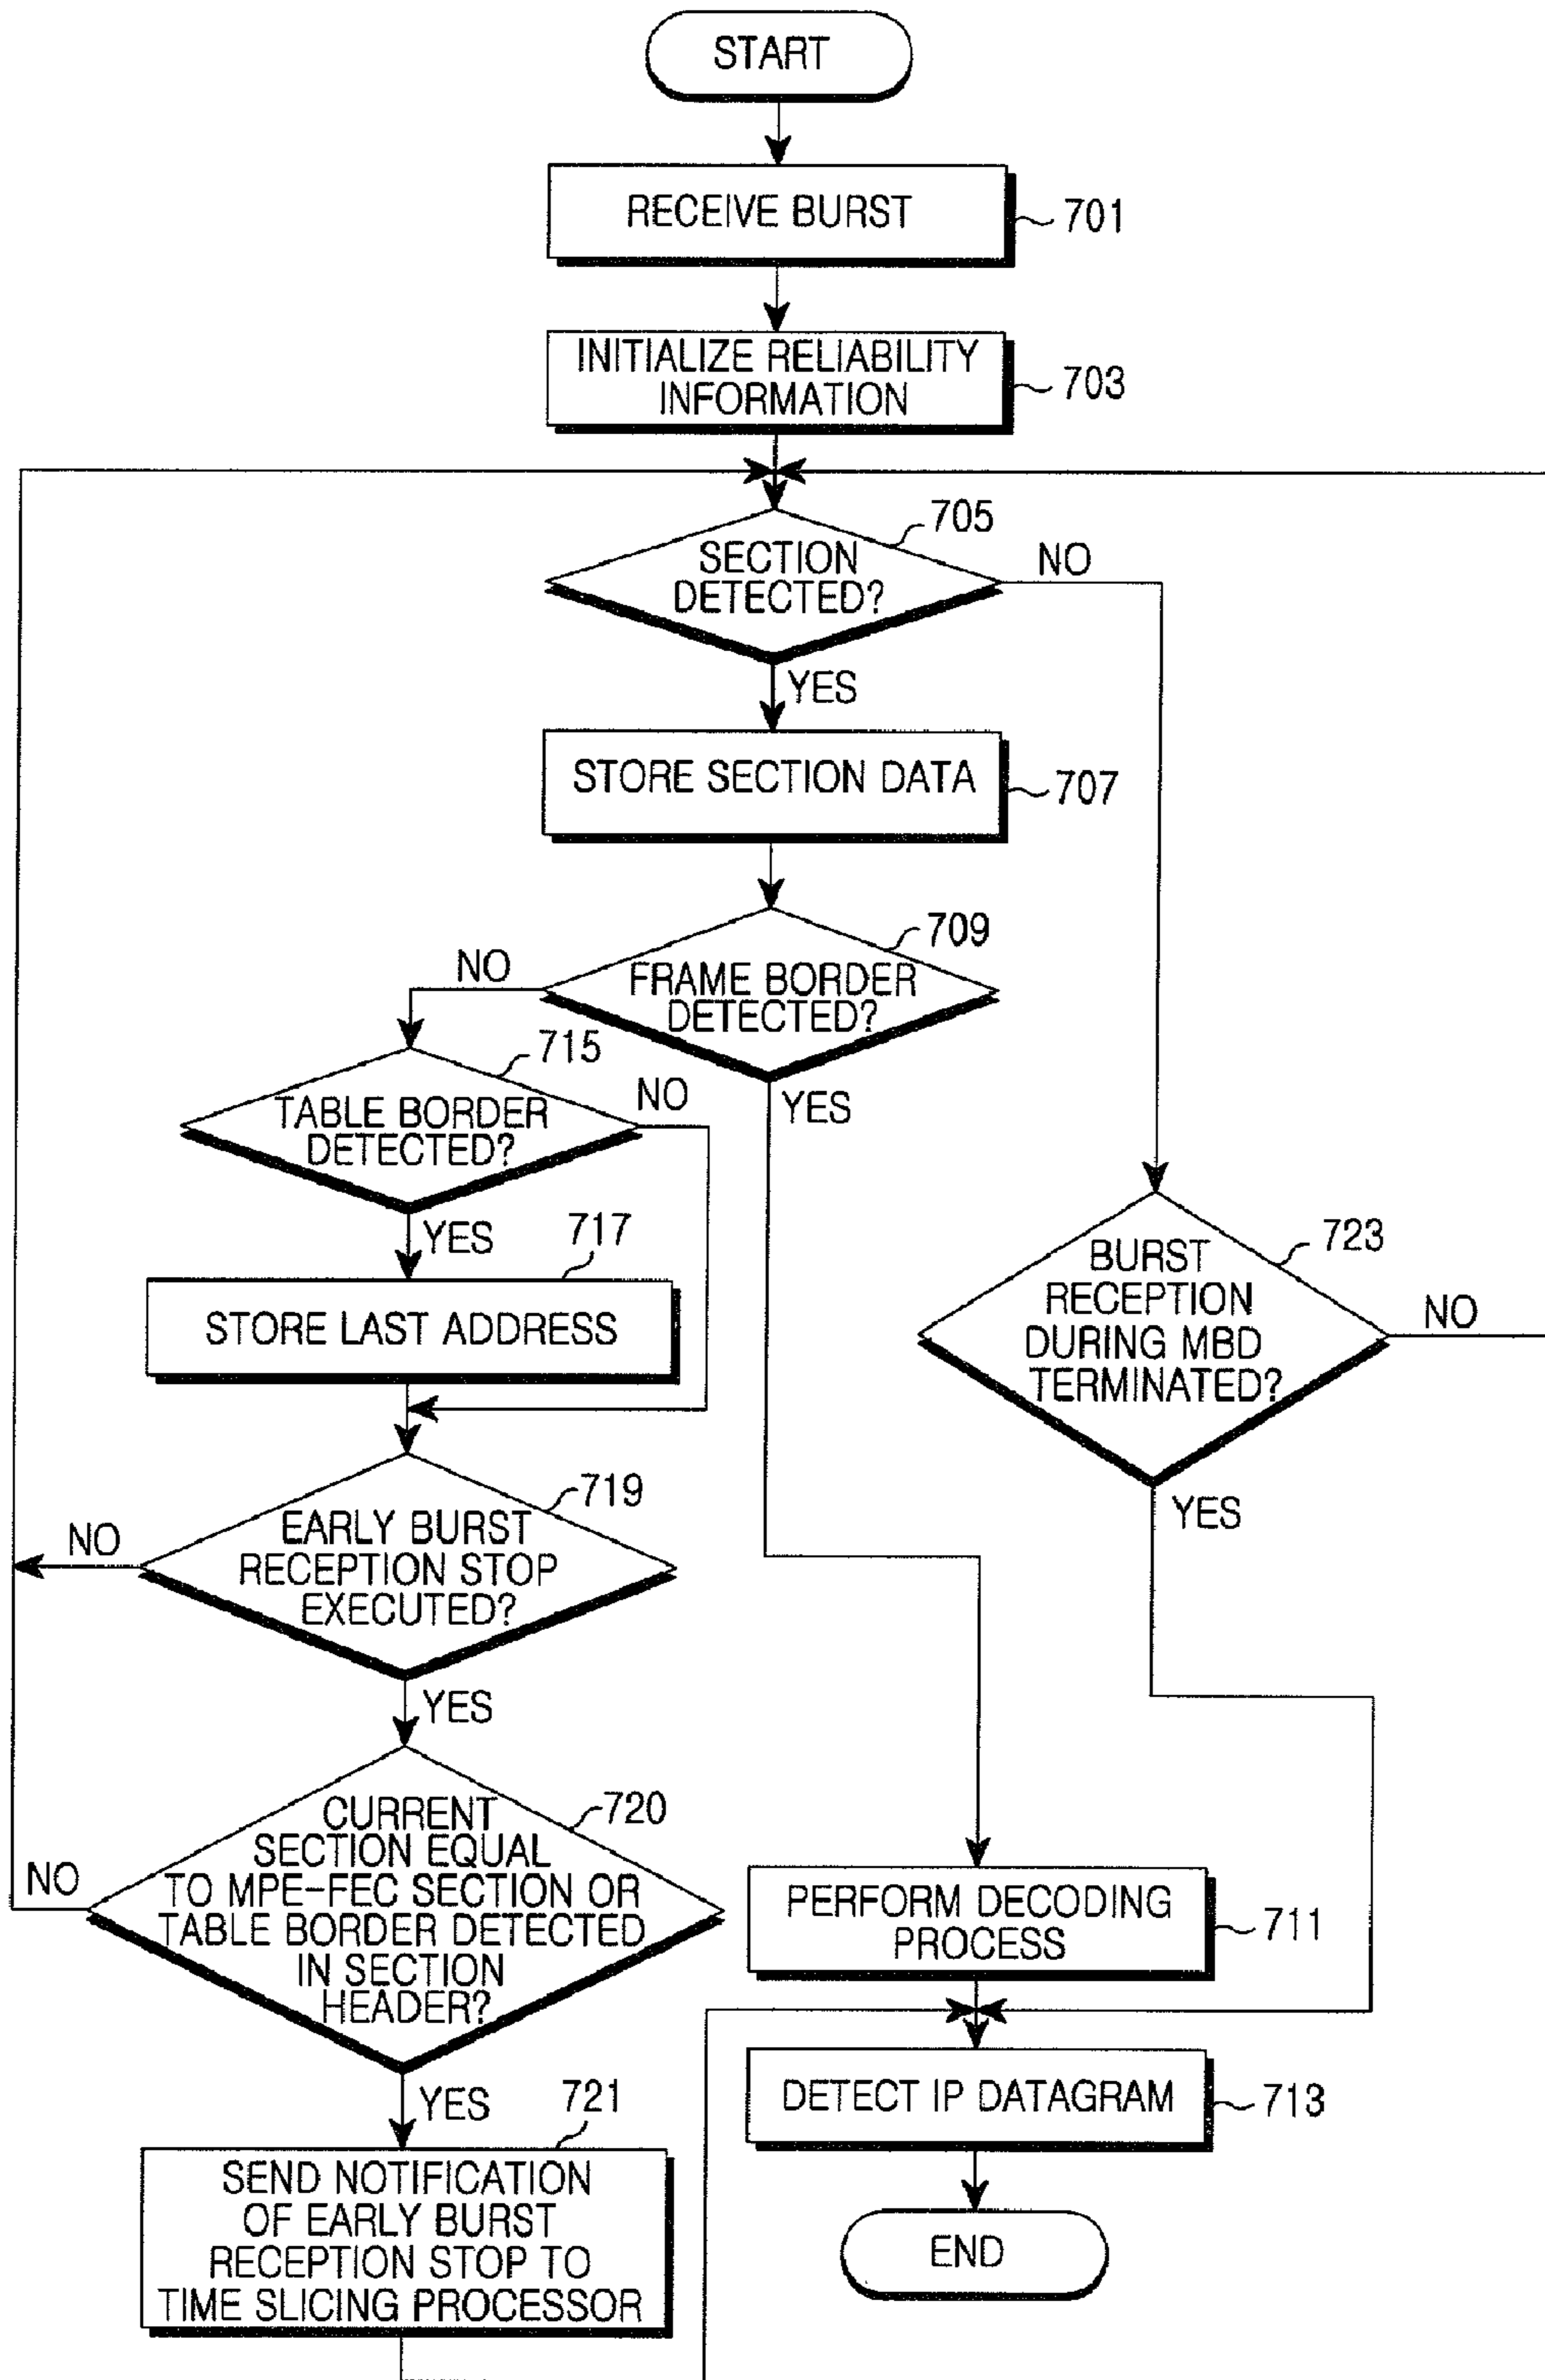 START
RECEIVE BURST
701
INITIALIZE RELIABILITY
INFORMATION
703
705
SECTION
DETECTED?
NO
YES
STORE SECTION DATA
707
709
NO
FRAME BORDER
DETECTED?
YES
715
TABLE BORDER
DETECTED?
NO
YES
717
STORE LAST ADDRESS
723
BURST
RECEPTION
DURING MBD
TERMINATED?
NO
YES
719
EARLY BURST
RECEPTION STOP
EXECUTED?
NO
YES
720
CURRENT
SECTION EQUAL
TO MPE-FEC SECTION OR
TABLE BORDER DETECTED
IN SECTION
HEADER?
NO
YES
PERFORM DECODING
PROCESS
711
DETECT IP DATAGRAM
713
721
SEND NOTIFICATION
OF EARLY BURST
RECEPTION STOP TO
TIME SLICING PROCESSOR
END